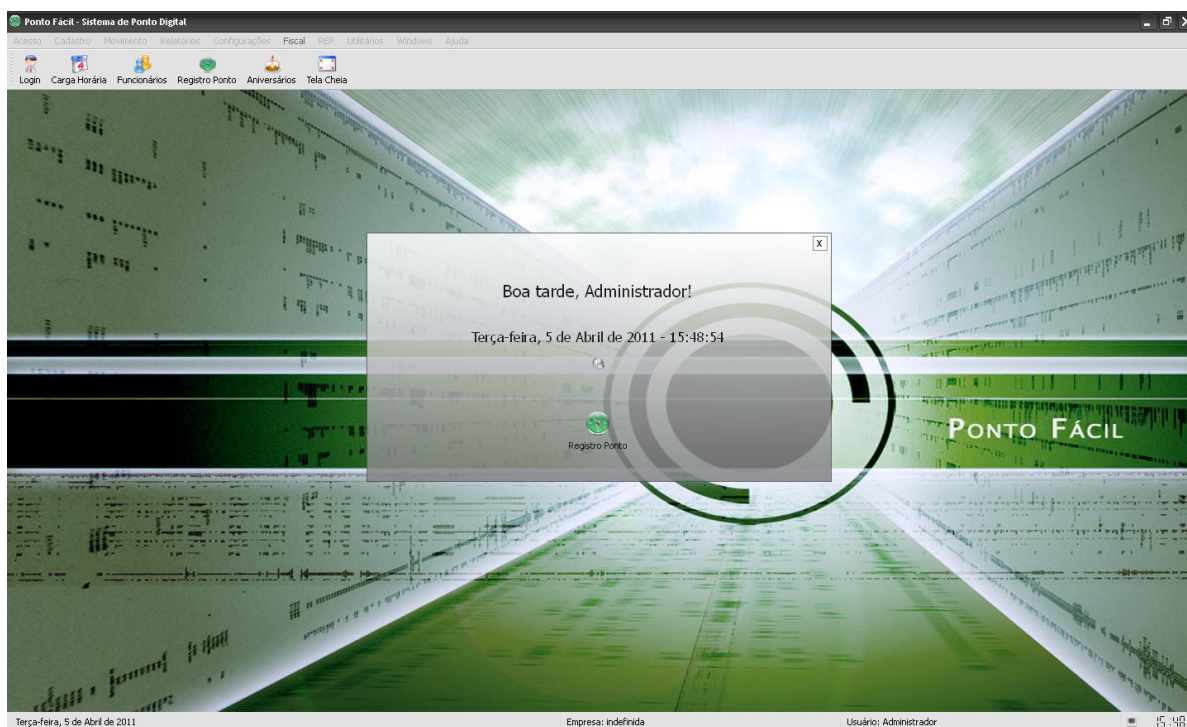 Ponto Fácil - Sistema de Ponto Digital
Acesso Cadastro Movimento Relatórios Configurações Fiscal REP Utilitários Windows Ajuda
Login Carga Horária Funcionários Registro Ponto Aniversários Tela Cheia
X
Boa tarde, Administrador!
Terça-feira, 5 de Abril de 2011 - 15:48:54
Registro Ponto
PONTO FÁCIL
Terça-feira, 5 de Abril de 2011 Empresa: indefinida Usuário: Administrador 15:48